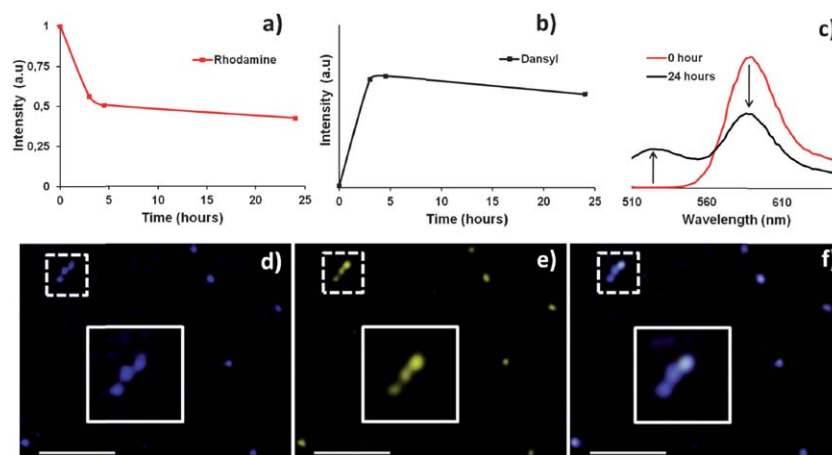 a)
1
0,75
0,5
0,25
0
Intensity (a.u)
Rhodamine
0 5 10 15 20 25
Time (hours)
b)
Intensity (a.u)
Dansyl
0 5 10 15 20 25
Time (hours)
c)
0 hour
24 hours
Intensity (a.u)
510 560 610
Wavelength (nm)
d)
e)
f)